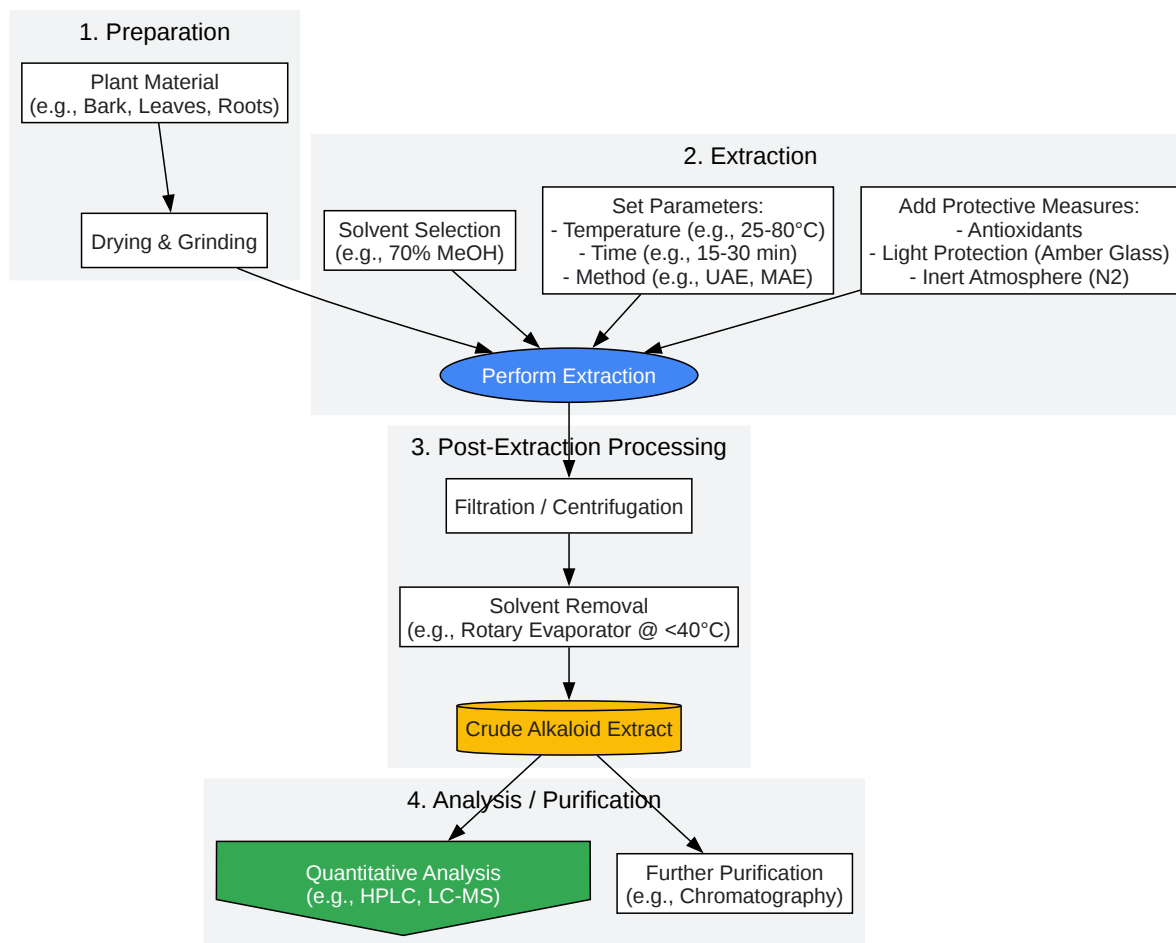 1. Preparation
Plant Material
(e.g., Bark, Leaves, Roots)
Drying & Grinding
2. Extraction
Solvent Selection
(e.g., 70% MeOH)
Set Parameters:
- Temperature (e.g., 25-80°C)
- Time (e.g., 15-30 min)
- Method (e.g., UAE, MAE)
Add Protective Measures:
- Antioxidants
- Light Protection (Amber Glass)
- Inert Atmosphere (N2)
Perform Extraction
3. Post-Extraction Processing
Filtration / Centrifugation
Solvent Removal
(e.g., Rotary Evaporator @ <40°C)
Crude Alkaloid Extract
4. Analysis / Purification
Quantitative Analysis
(e.g., HPLC, LC-MS)
Further Purification
(e.g., Chromatography)